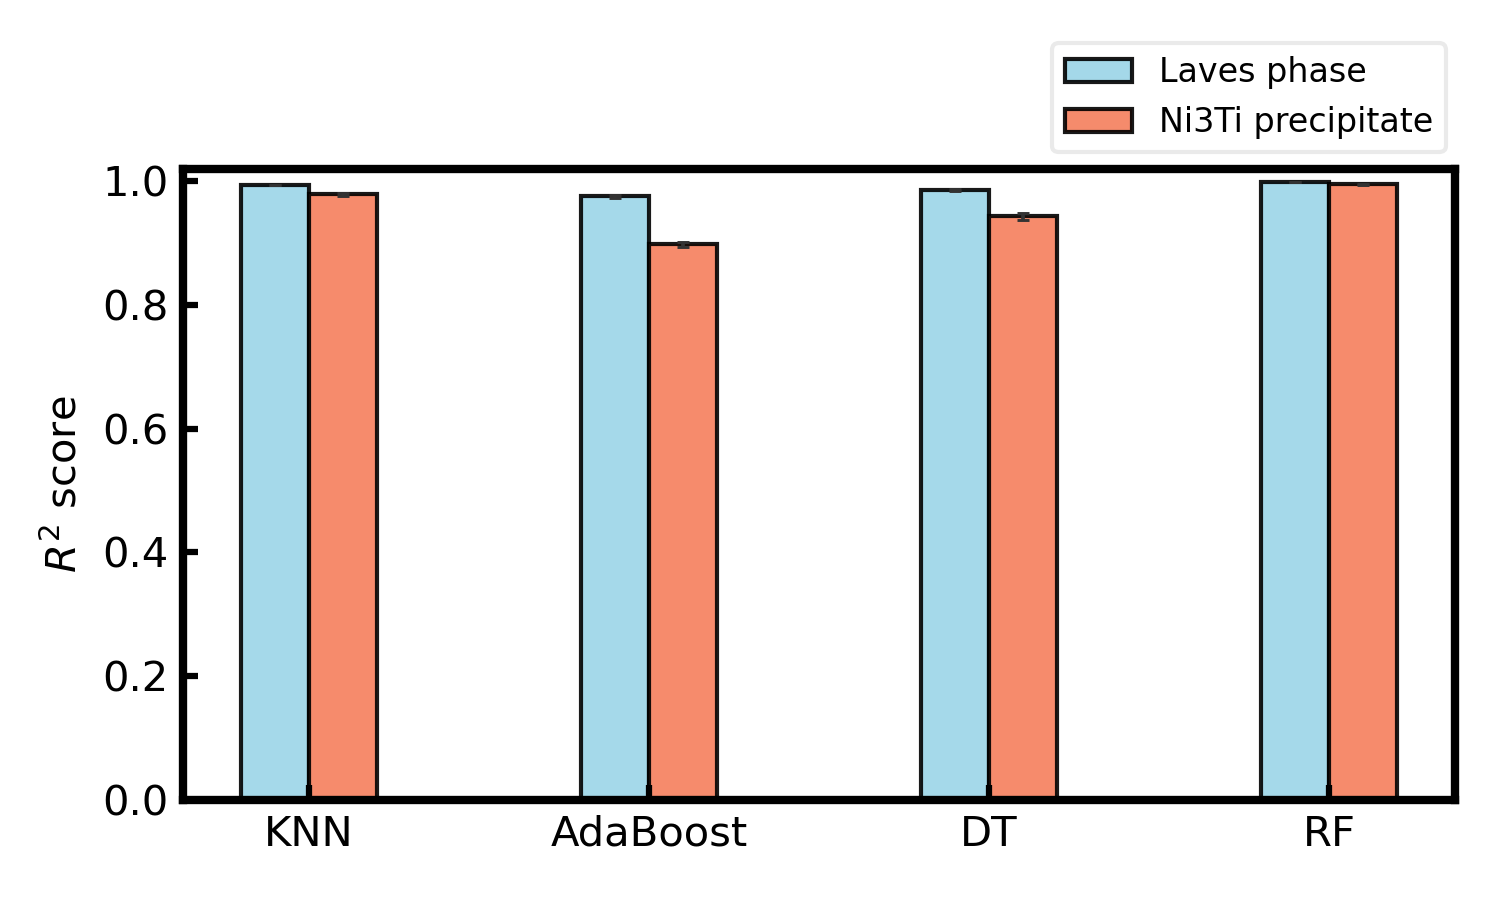 Laves phase
Ni3Ti precipitate
1.0
0.8
0.6
0.4
0.2
0.0
R² score
KNN AdaBoost DT RF